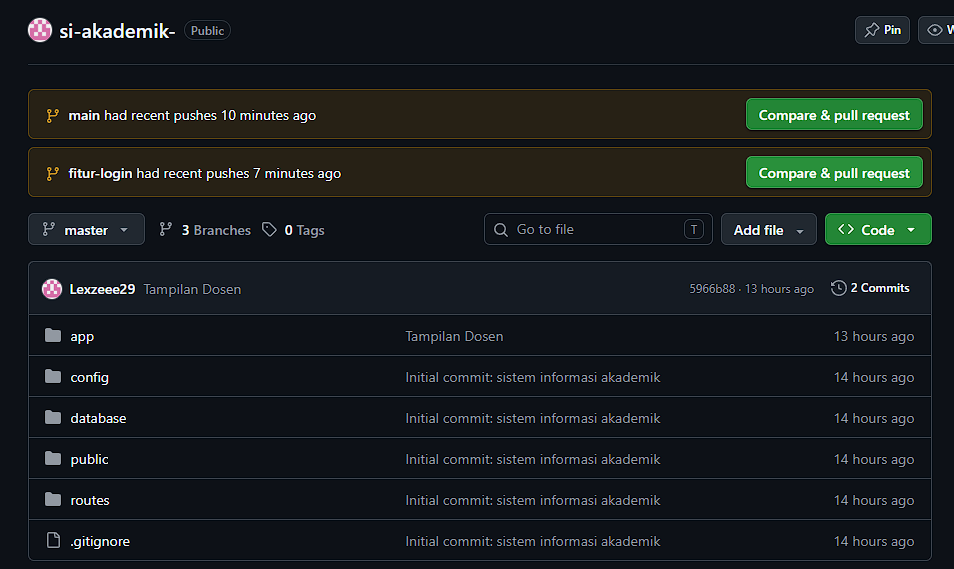 si-akademik- Public Pin
main had recent pushes 10 minutes ago Compare & pull request
fitur-login had recent pushes 7 minutes ago Compare & pull request
master 3 Branches 0 Tags Go to file T Add file Code
Lexzeee29 Tampilan Dosen 5966b88 · 13 hours ago 2 Commits
app Tampilan Dosen 13 hours ago
config Initial commit: sistem informasi akademik 14 hours ago
database Initial commit: sistem informasi akademik 14 hours ago
public Initial commit: sistem informasi akademik 14 hours ago
routes Initial commit: sistem informasi akademik 14 hours ago
.gitignore Initial commit: sistem informasi akademik 14 hours ago